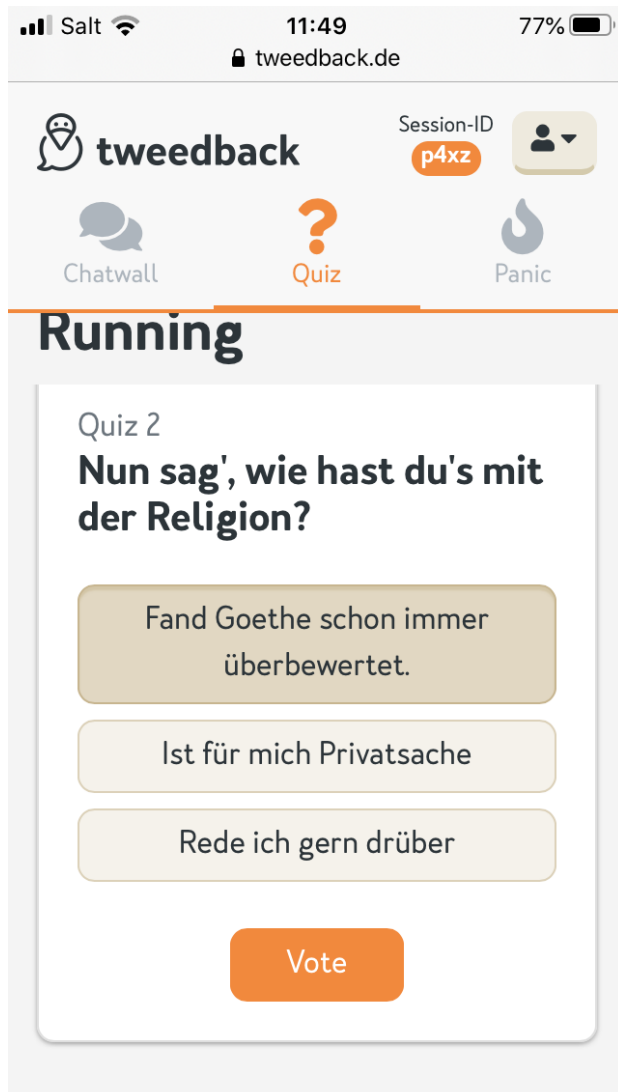 Salt 11:49 77%
tweedback.de
tweedback
Session-ID
p4xz
Chatwall Quiz Panic
Running
Quiz 2
Nun sag', wie hast du's mit
der Religion?
Fand Goethe schon immer
überbewertet.
Ist für mich Privatsache
Rede ich gern drüber
Vote